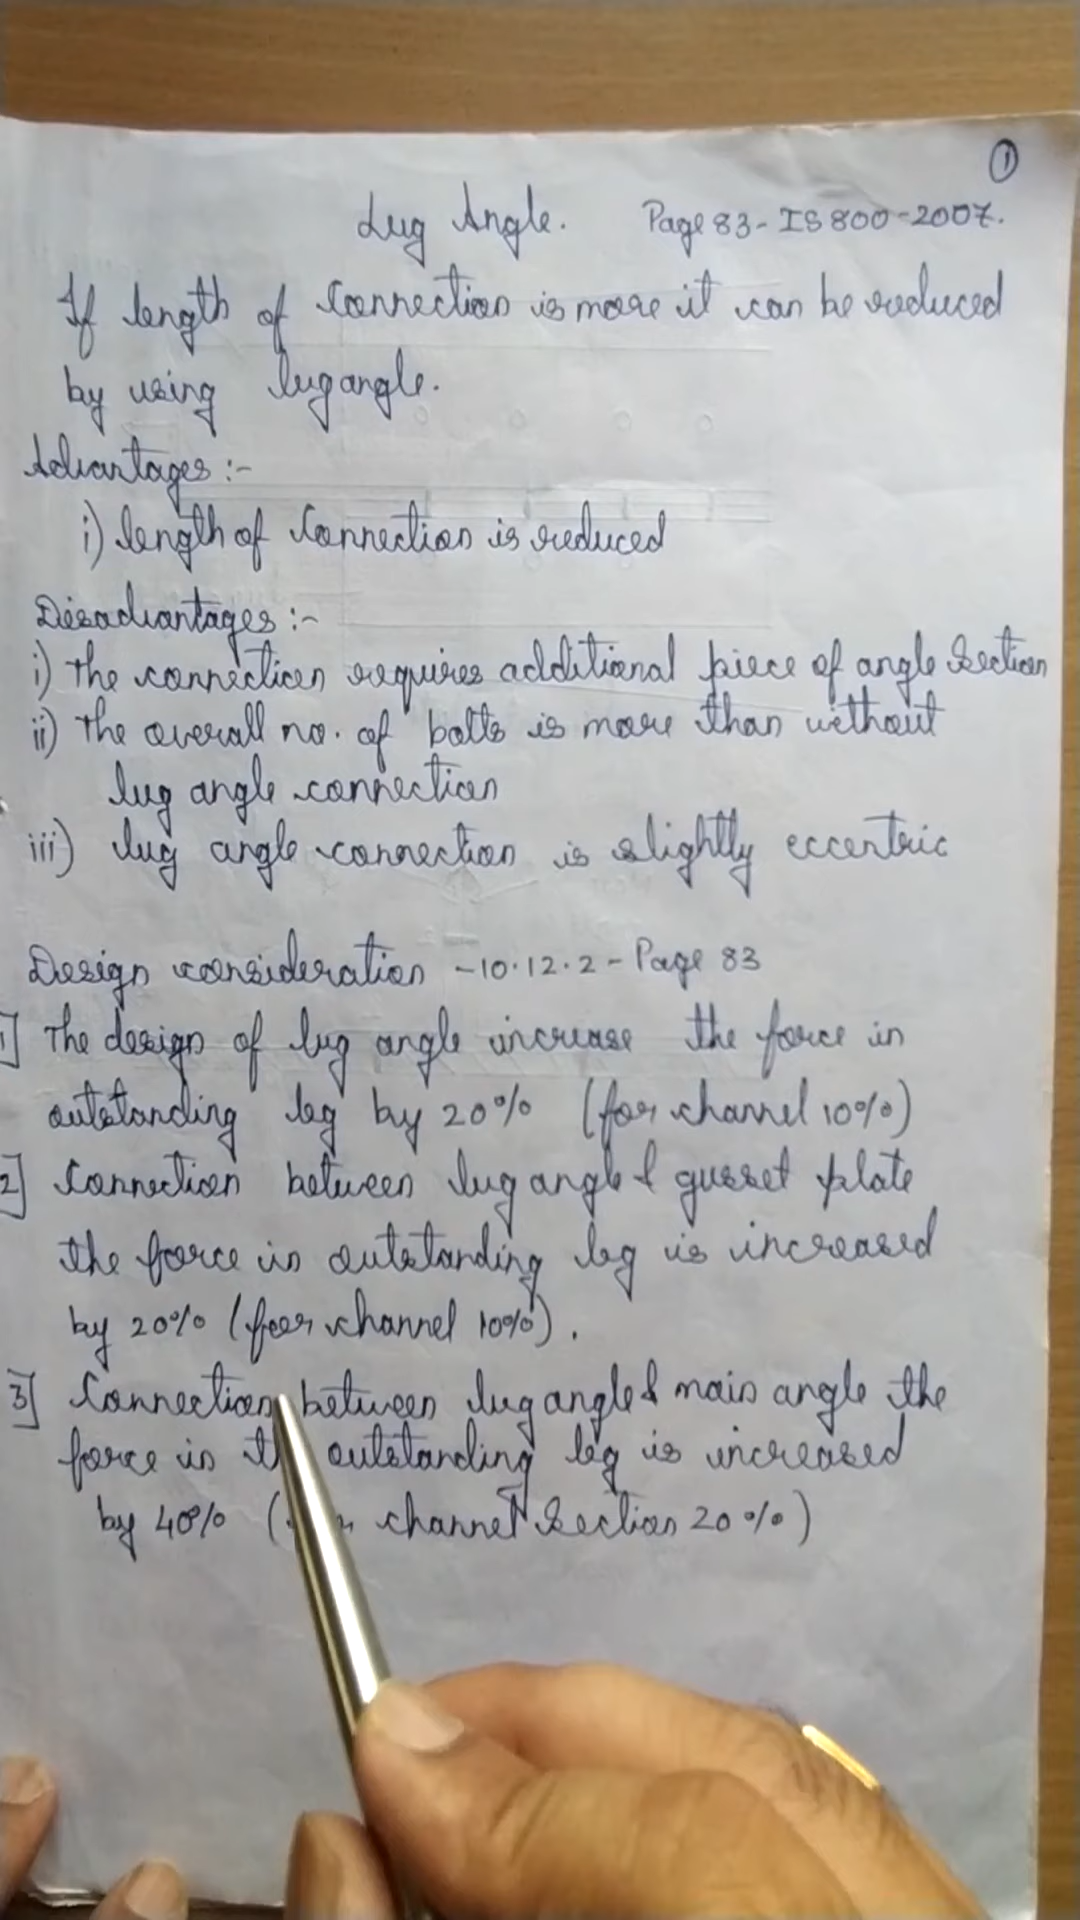 1
Lug Angle. Page 83- IS 800-2007.
If length of Connection is more it can be reduced
by using lug angle.
Advantages :-
i) length of Connection is reduced
Disadvantages :-
i) The connection requires additional piece of angle Section
ii) The overall no. of bolts is more than without
lug angle connection
iii) lug angle connection is slightly eccentric
Design consideration -10.12.2- Page 83
1] The design of lug angle increase the force in
outstanding leg by 20% (for channel 10%)
2] Connection between lug angle & gusset plate
the force in outstanding leg is increased
by 20% (for channel 10%).
3] Connection between lug angle & main angle the
force in outstanding leg is increased
by 40% ( channel Section 20%)